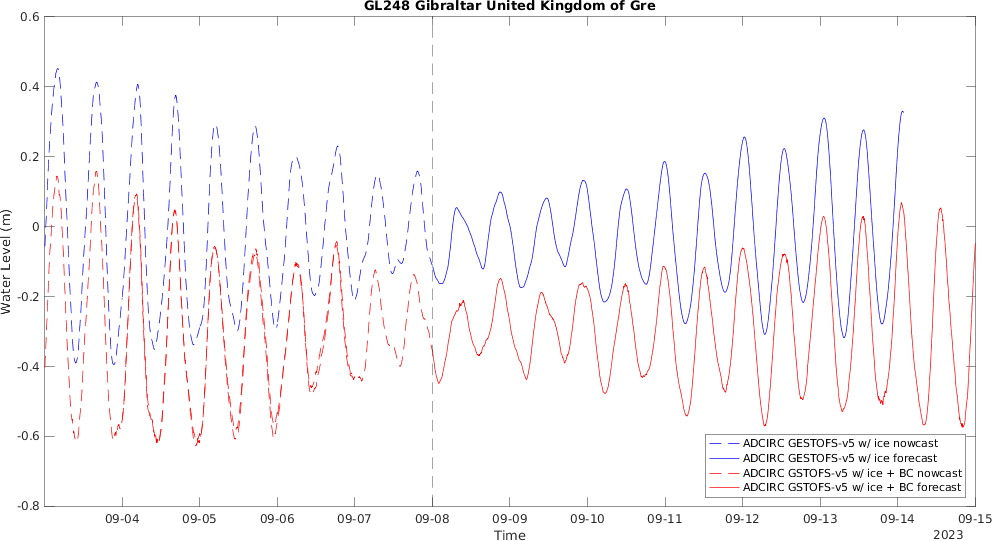 GL248 Gibraltar United Kingdom of Gre
0.6
0.4
0.2
0
-0.2
-0.4
-0.6
-0.8
Water Level (m)
ADCIRC GESTOFS-v5 w/ ice nowcast
ADCIRC GESTOFS-v5 w/ ice forecast
ADCIRC GSTOFS-v5 w/ ice + BC nowcast
ADCIRC GSTOFS-v5 w/ ice + BC forecast
09-04 09-05 09-06 09-07 09-08 09-09 09-10 09-11 09-12 09-13 09-14 09-15
Time
2023